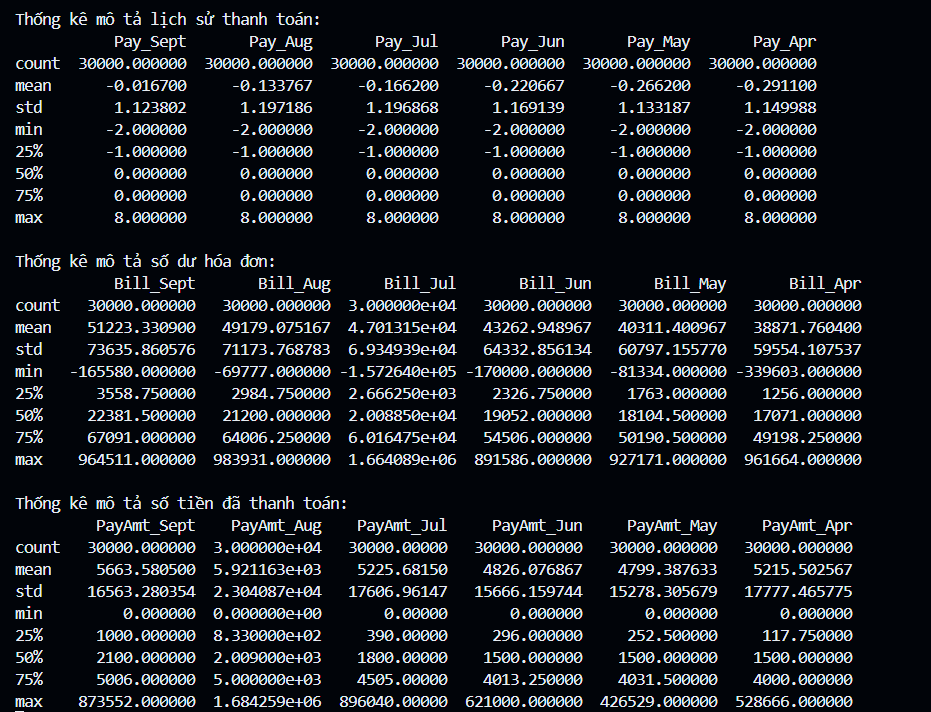 Thống kê mô tả lịch sử thanh toán:
Pay_Sept Pay_Aug Pay_Jul Pay_Jun Pay_May Pay_Apr
count 30000.000000 30000.000000 30000.000000 30000.000000 30000.000000 30000.000000
mean -0.016700 -0.133767 -0.166200 -0.220667 -0.266200 -0.291100
std 1.123802 1.197186 1.196868 1.169139 1.133187 1.149988
min -2.000000 -2.000000 -2.000000 -2.000000 -2.000000 -2.000000
25% -1.000000 -1.000000 -1.000000 -1.000000 -1.000000 -1.000000
50% 0.000000 0.000000 0.000000 0.000000 0.000000 0.000000
75% 0.000000 0.000000 0.000000 0.000000 0.000000 0.000000
max 8.000000 8.000000 8.000000 8.000000 8.000000 8.000000
Thống kê mô tả số dư hóa đơn:
Bill_Sept Bill_Aug Bill_Jul Bill_Jun Bill_May Bill_Apr
count 30000.000000 30000.000000 3.000000e+04 30000.000000 30000.000000 30000.000000
mean 51223.330900 49179.075167 4.701315e+04 43262.948967 40311.400967 38871.760400
std 73635.860576 71173.768783 6.934939e+04 64332.856134 60797.155770 59554.107537
min -165580.000000 -69777.000000 -1.572640e+05 -170000.000000 -81334.000000 -339603.000000
25% 3558.750000 2984.750000 2.666250e+03 2326.750000 1763.000000 1256.000000
50% 22381.500000 21200.000000 2.008850e+04 19052.000000 18104.500000 17071.000000
75% 67091.000000 64006.250000 6.016475e+04 54506.000000 50190.500000 49198.250000
max 964511.000000 983931.000000 1.664089e+06 891586.000000 927171.000000 961664.000000
Thống kê mô tả số tiền đã thanh toán:
PayAmt_Sept PayAmt_Aug PayAmt_Jul PayAmt_Jun PayAmt_May PayAmt_Apr
count 30000.000000 3.000000e+04 30000.00000 30000.000000 30000.000000 30000.000000
mean 5663.580500 5.921163e+03 5225.68150 4826.076867 4799.387633 5215.502567
std 16563.280354 2.304087e+04 17606.96147 15666.159744 15278.305679 17777.465775
min 0.000000 0.000000e+00 0.00000 0.000000 0.000000 0.000000
25% 1000.000000 8.330000e+02 390.00000 296.000000 252.500000 117.750000
50% 2100.000000 2.009000e+03 1800.00000 1500.000000 1500.000000 1500.000000
75% 5006.000000 5.000000e+03 4505.00000 4013.250000 4031.500000 4000.000000
max 873552.000000 1.684259e+06 896040.00000 621000.000000 426529.000000 528666.000000